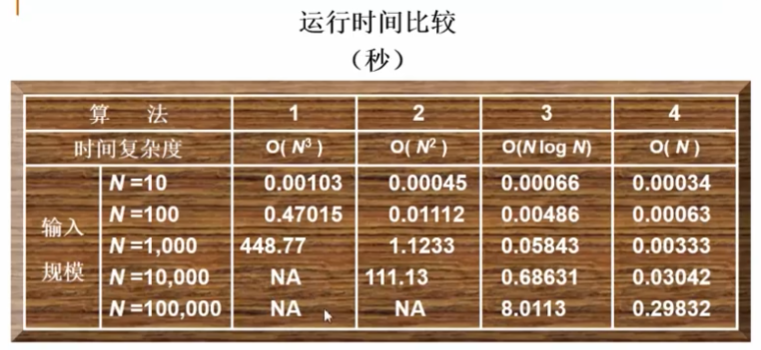 运行时间比较
（秒）
算 法 1 2 3 4
时间复杂度 O( N³ ) O( N² ) O(N log N) O( N )
输入规模
N =10 0.00103 0.00045 0.00066 0.00034
N =100 0.47015 0.01112 0.00486 0.00063
N =1,000 448.77 1.1233 0.05843 0.00333
N =10,000 NA 111.13 0.68631 0.03042
N =100,000 NA NA 8.0113 0.29832